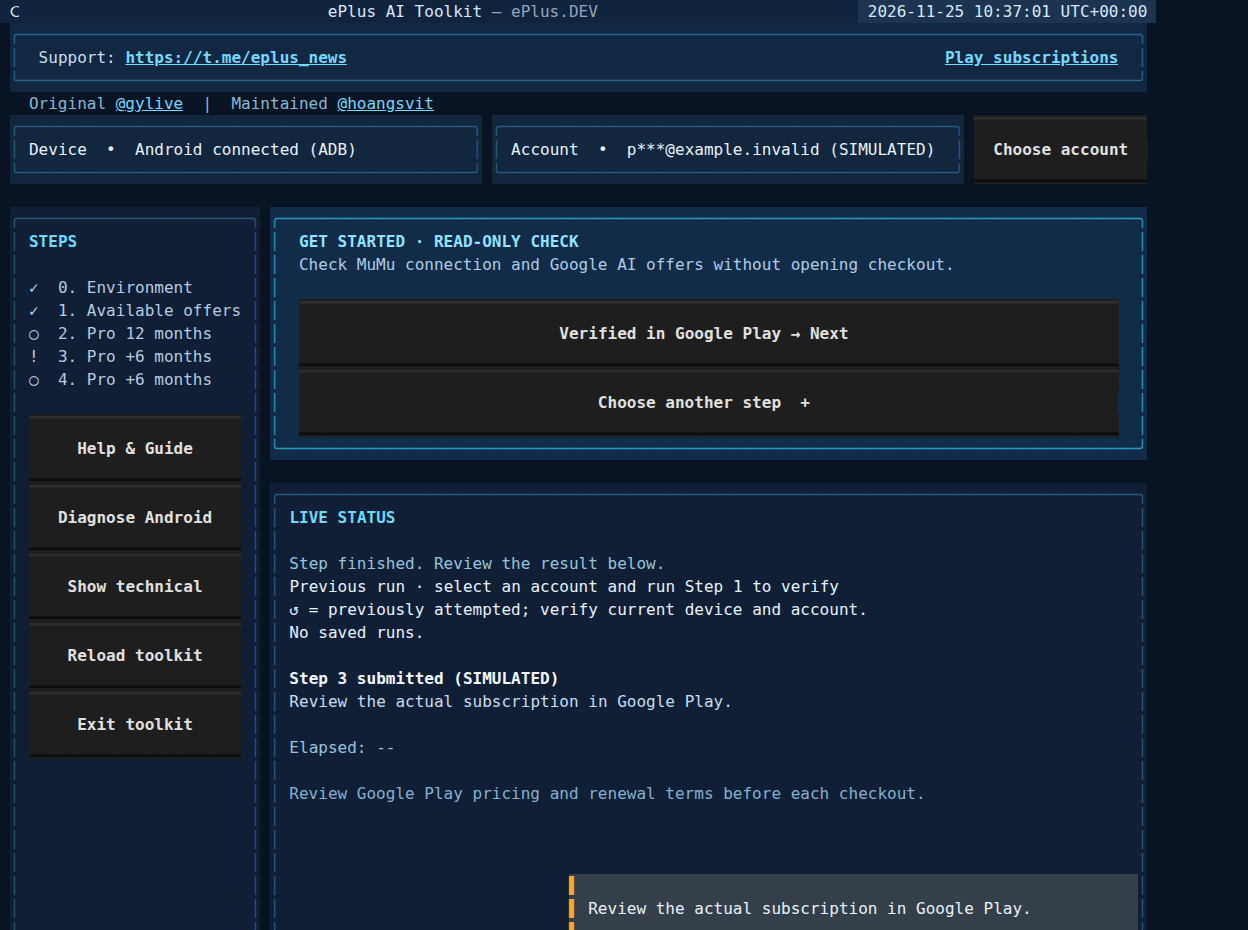 C ePlus AI Toolkit — ePlus.DEV 2026-11-25 10:37:01 UTC+00:00
Support: https://t.me/eplus_news Play subscriptions
Original @gylive | Maintained @hoangsvit
Device • Android connected (ADB)
Account • p***@example.invalid (SIMULATED)
Choose account
STEPS
✓ 0. Environment
✓ 1. Available offers
○ 2. Pro 12 months
! 3. Pro +6 months
○ 4. Pro +6 months
Help & Guide
Diagnose Android
Show technical
Reload toolkit
Exit toolkit
GET STARTED · READ-ONLY CHECK
Check MuMu connection and Google AI offers without opening checkout.
Verified in Google Play → Next
Choose another step +
LIVE STATUS
Step finished. Review the result below.
Previous run · select an account and run Step 1 to verify
↺ = previously attempted; verify current device and account.
No saved runs.
Step 3 submitted (SIMULATED)
Review the actual subscription in Google Play.
Elapsed: --
Review Google Play pricing and renewal terms before each checkout.
Review the actual subscription in Google Play.